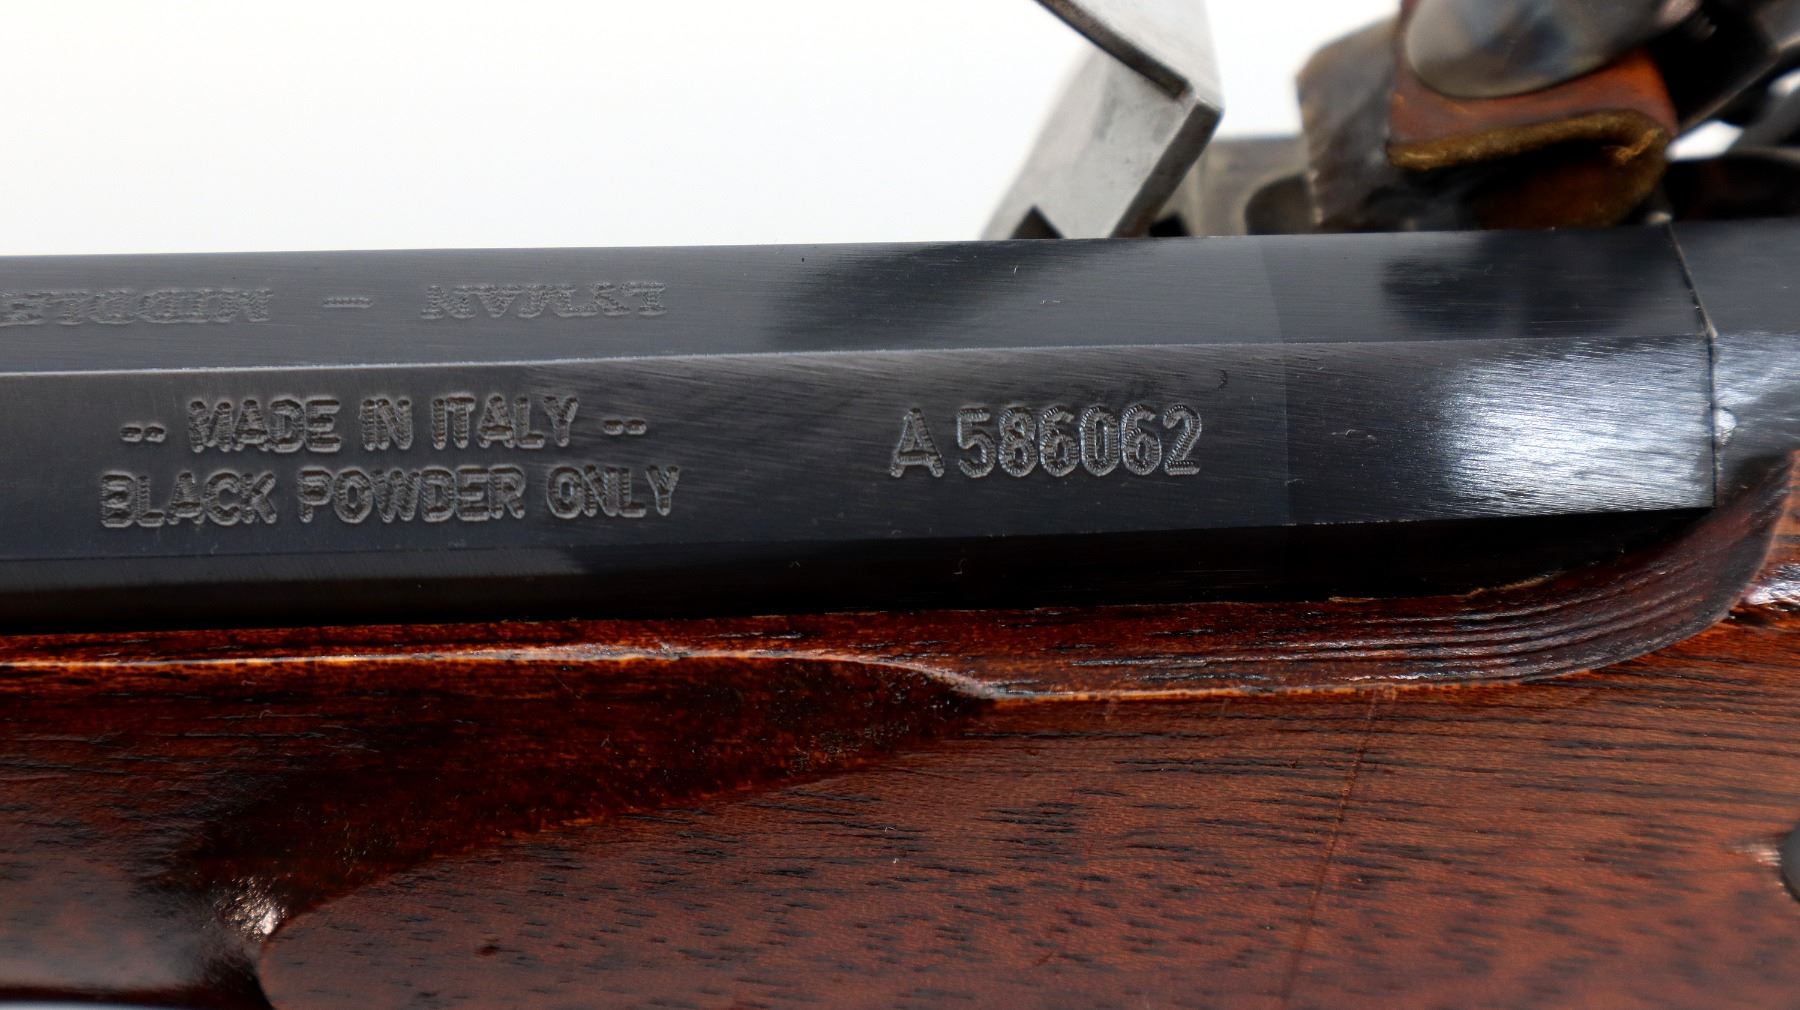 LYMAN - MIDDLE
-- MADE IN ITALY --
BLACK POWDER ONLY
A 586062